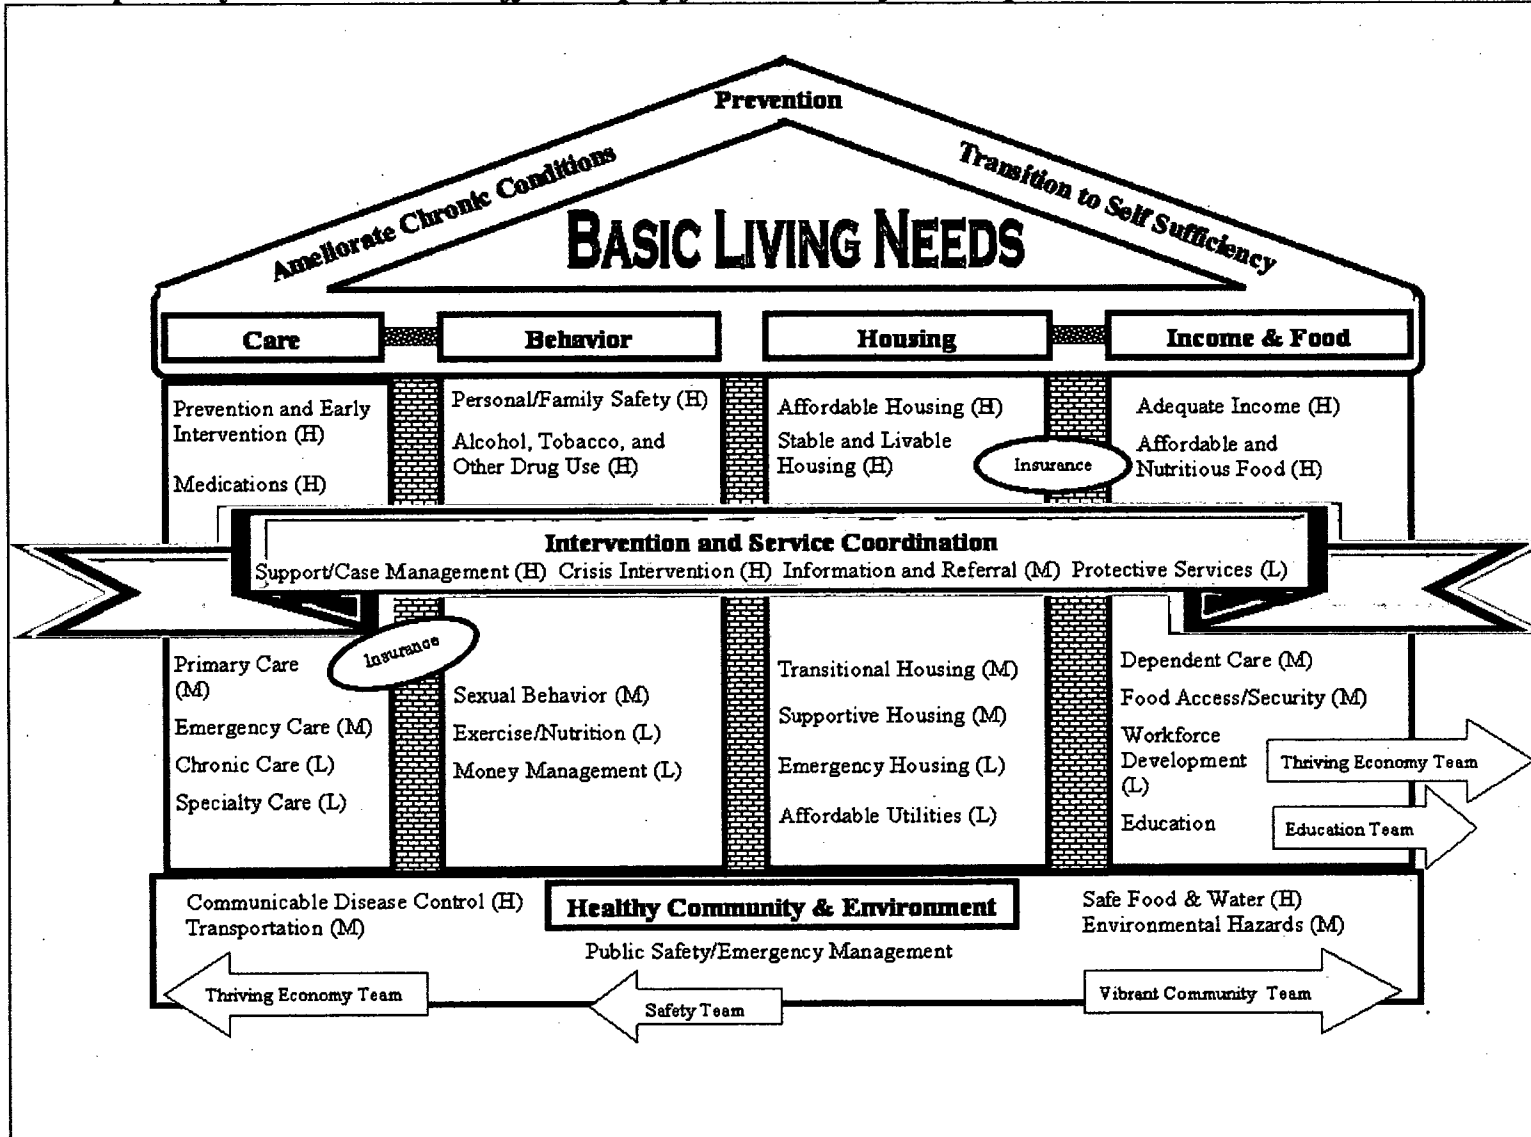 Prevention
Ameliorate Chronic Conditions
Transition to Self Sufficiency
BASIC LIVING NEEDS
Care
Behavior
Housing
Income & Food
Prevention and Early
Intervention (H)
Medications (H)
Personal/Family Safety (H)
Alcohol, Tobacco, and
Other Drug Use (H)
Affordable Housing (H)
Stable and Livable
Housing (H)
Insurance
Adequate Income (H)
Affordable and
Nutritious Food (H)
Intervention and Service Coordination
Support/Case Management (H) Crisis Intervention (H) Information and Referral (M) Protective Services (L)
Insurance
Primary Care
(M)
Emergency Care (M)
Chronic Care (L)
Specialty Care (L)
Sexual Behavior (M)
Exercise/Nutrition (L)
Money Management (L)
Transitional Housing (M)
Supportive Housing (M)
Emergency Housing (L)
Affordable Utilities (L)
Dependent Care (M)
Food Access/Security (M)
Workforce
Development
(L)
Thriving Economy Team
Education
Education Team
Communicable Disease Control (H)
Transportation (M)
Healthy Community & Environment
Public Safety/Emergency Management
Safe Food & Water (H)
Environmental Hazards (M)
Thriving Economy Team
Safety Team
Vibrant Community Team